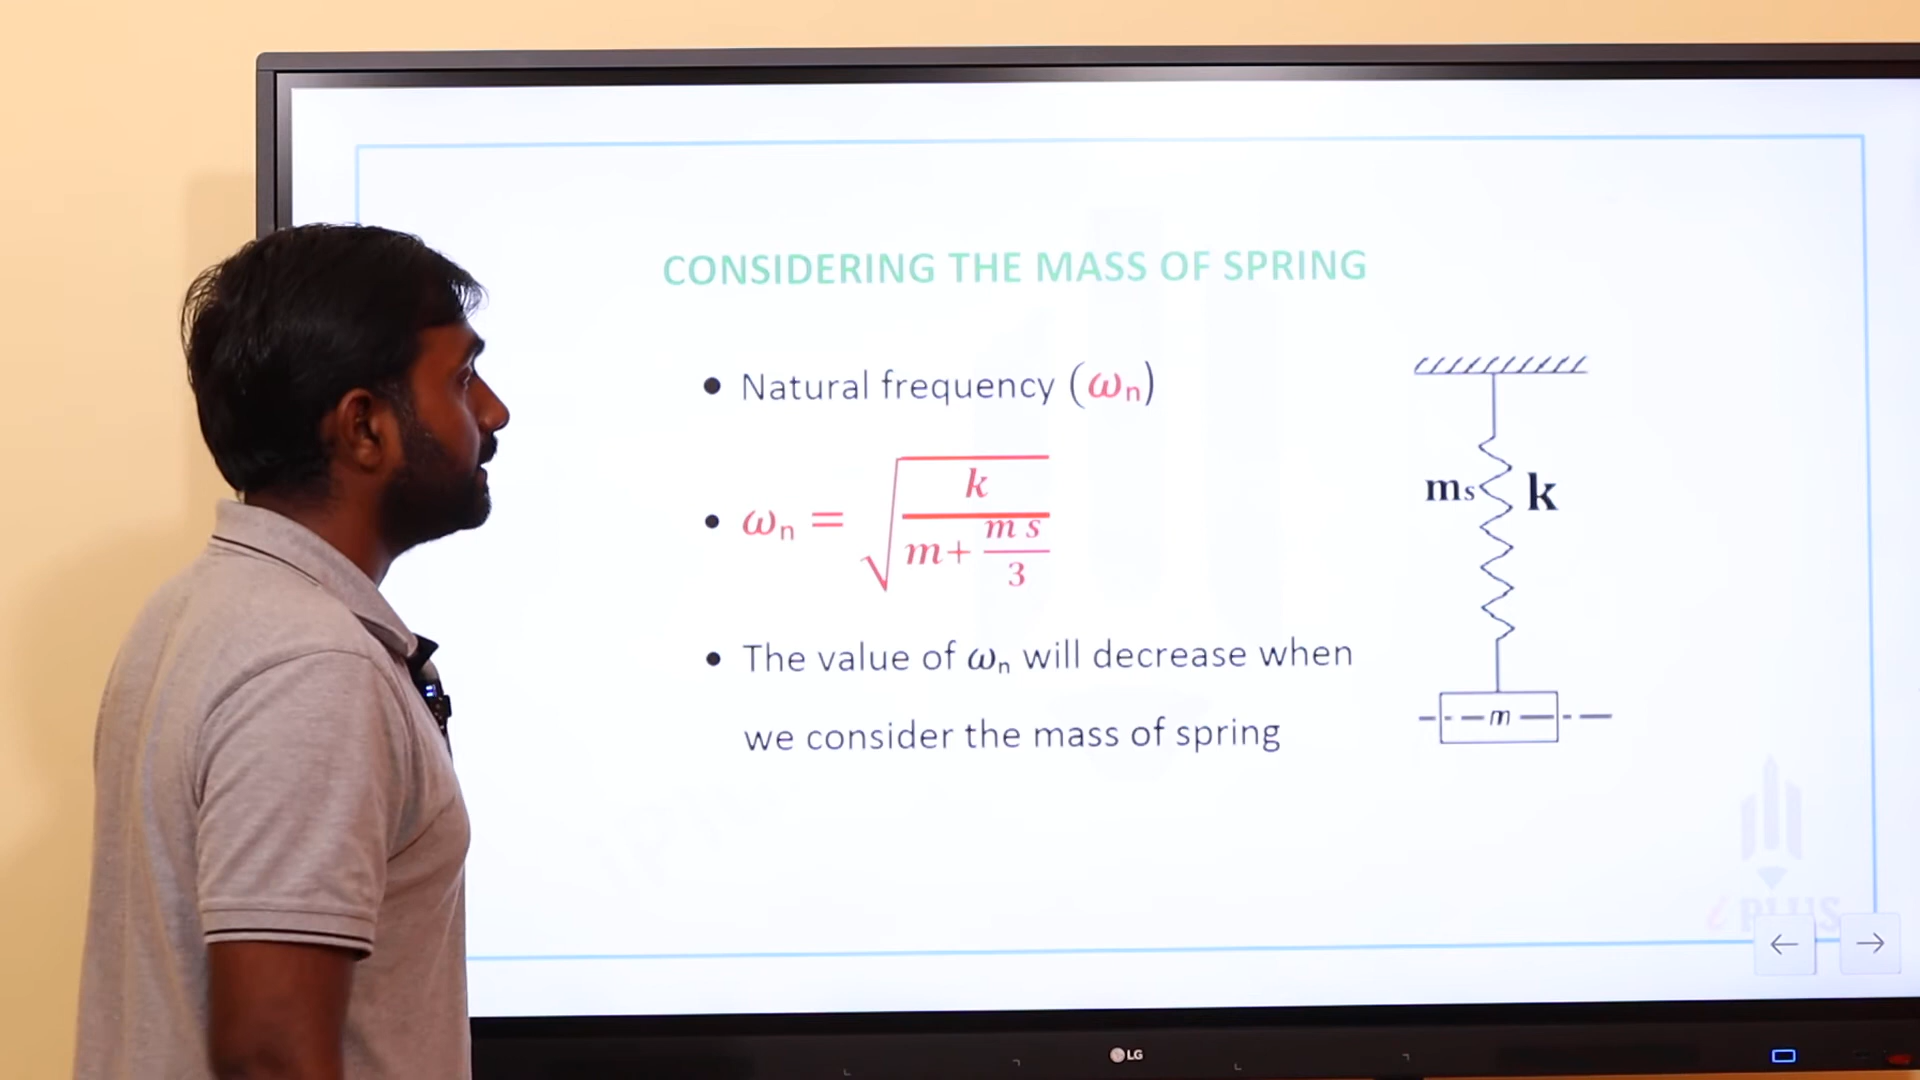 CONSIDERING THE MASS OF SPRING
• Natural frequency (ωn)
• ωn = √(k / (m + m s / 3))
• The value of ωn will decrease when
we consider the mass of spring
ms k
m
i PLUS
LG